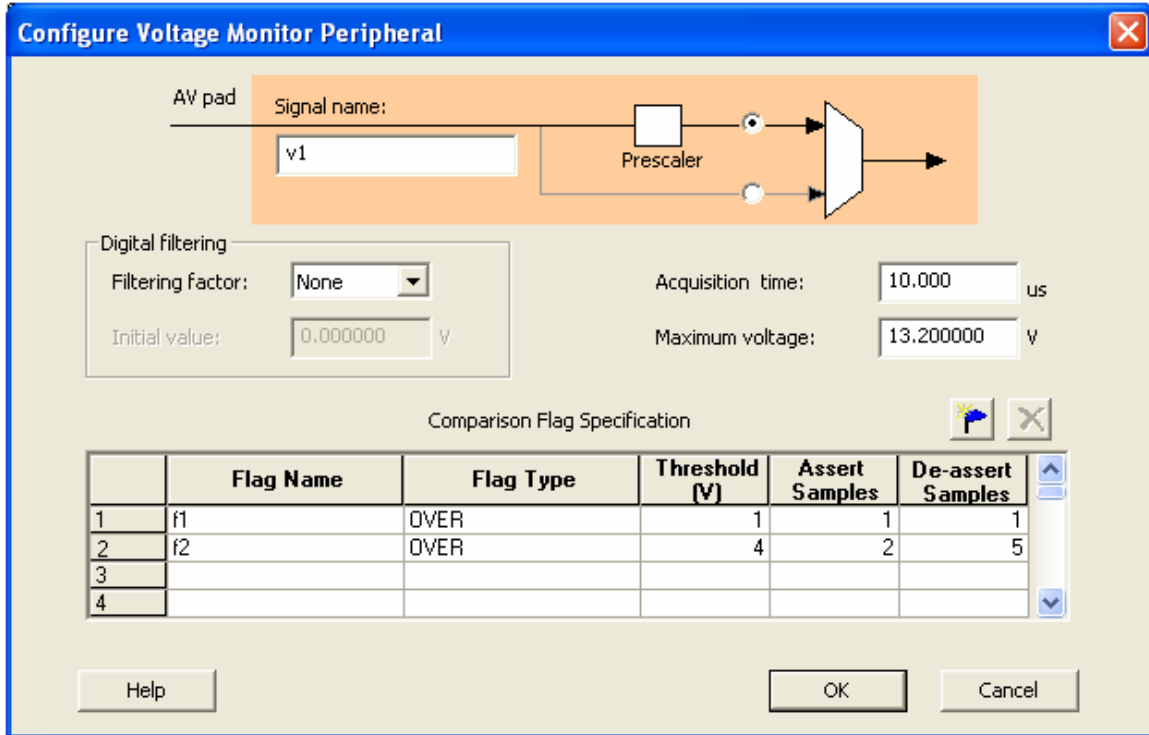 Configure Voltage Monitor Peripheral
AV pad
Signal name:
v1
Prescaler
Digital filtering
Filtering factor: None
Initial value: 0.000000 V
Acquisition time: 10.000 us
Maximum voltage: 13.200000 V
Comparison Flag Specification
Flag Name Flag Type Threshold (V) Assert Samples De-assert Samples
1 f1 OVER 1 1 1
2 f2 OVER 4 2 5
3
4
Help OK Cancel